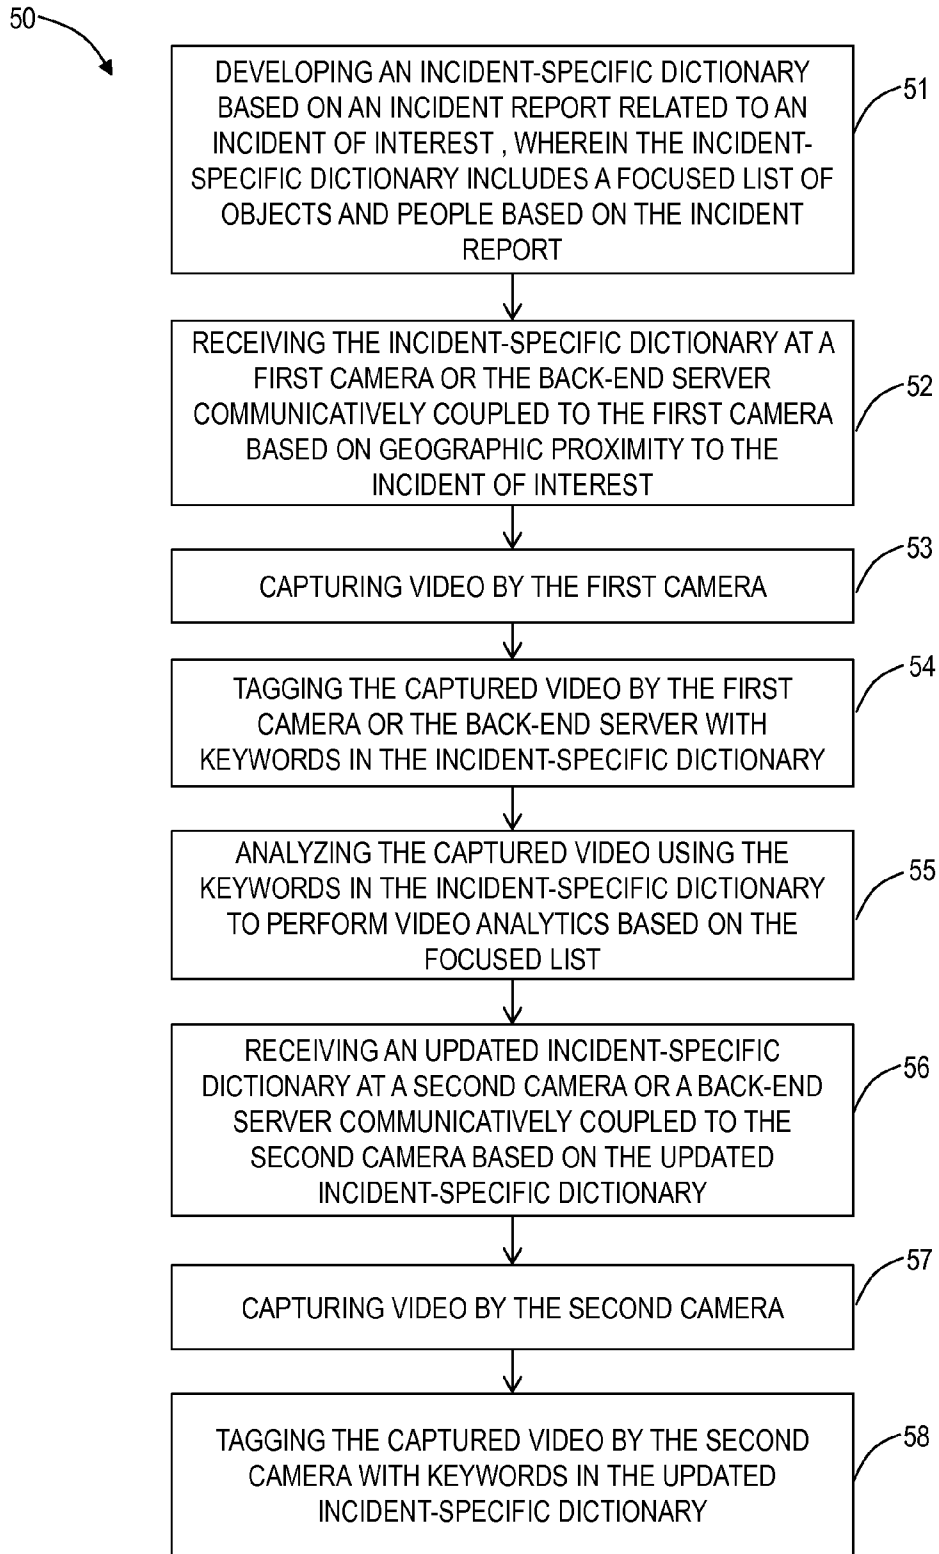 50
DEVELOPING AN INCIDENT-SPECIFIC DICTIONARY
BASED ON AN INCIDENT REPORT RELATED TO AN
INCIDENT OF INTEREST , WHEREIN THE INCIDENT-
SPECIFIC DICTIONARY INCLUDES A FOCUSED LIST OF
OBJECTS AND PEOPLE BASED ON THE INCIDENT
REPORT
51
RECEIVING THE INCIDENT-SPECIFIC DICTIONARY AT A
FIRST CAMERA OR THE BACK-END SERVER
COMMUNICATIVELY COUPLED TO THE FIRST CAMERA
BASED ON GEOGRAPHIC PROXIMITY TO THE
INCIDENT OF INTEREST
52
CAPTURING VIDEO BY THE FIRST CAMERA
53
TAGGING THE CAPTURED VIDEO BY THE FIRST
CAMERA OR THE BACK-END SERVER WITH
KEYWORDS IN THE INCIDENT-SPECIFIC DICTIONARY
54
ANALYZING THE CAPTURED VIDEO USING THE
KEYWORDS IN THE INCIDENT-SPECIFIC DICTIONARY
TO PERFORM VIDEO ANALYTICS BASED ON THE
FOCUSED LIST
55
RECEIVING AN UPDATED INCIDENT-SPECIFIC
DICTIONARY AT A SECOND CAMERA OR A BACK-END
SERVER COMMUNICATIVELY COUPLED TO THE
SECOND CAMERA BASED ON THE UPDATED
INCIDENT-SPECIFIC DICTIONARY
56
CAPTURING VIDEO BY THE SECOND CAMERA
57
TAGGING THE CAPTURED VIDEO BY THE SECOND
CAMERA WITH KEYWORDS IN THE UPDATED
INCIDENT-SPECIFIC DICTIONARY
58